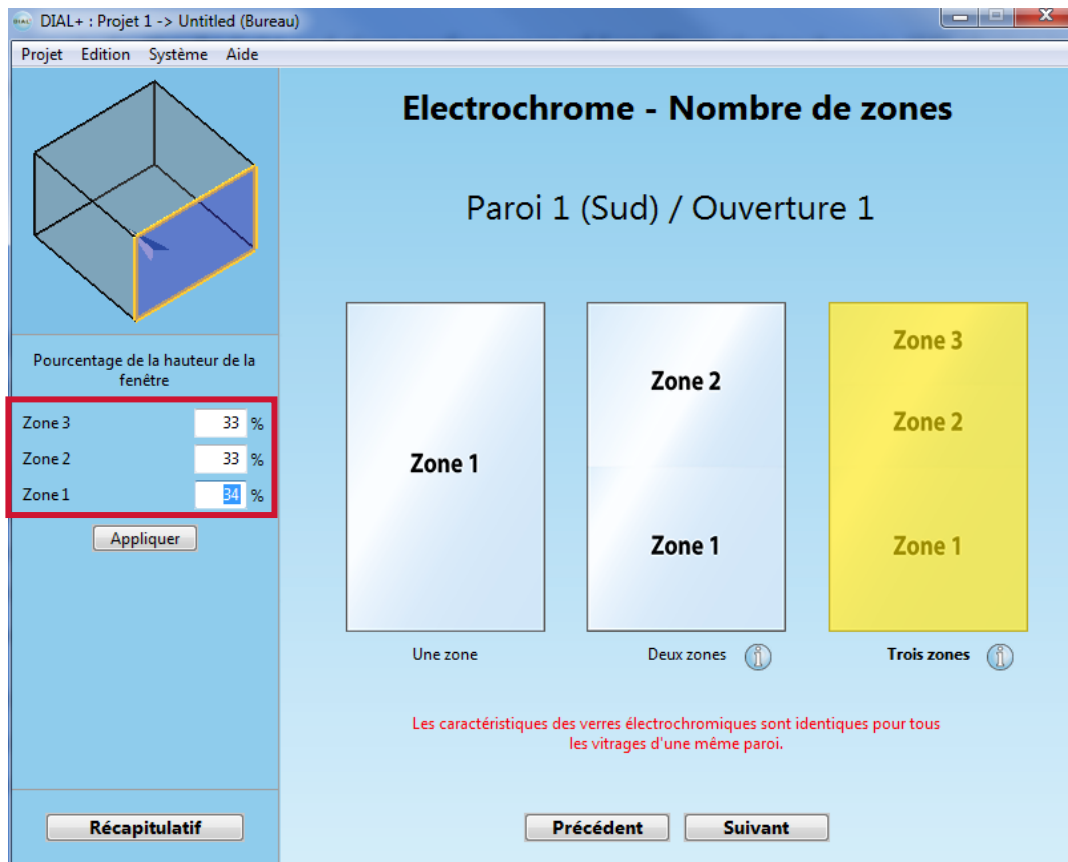 DIAL+ : Projet 1 -> Untitled (Bureau)
Projet Edition Système Aide
Electrochrome - Nombre de zones
Paroi 1 (Sud) / Ouverture 1
Pourcentage de la hauteur de la
fenêtre
Zone 3 33 %
Zone 2 33 %
Zone 1 34 %
Appliquer
Zone 1
Zone 2
Zone 1
Zone 3
Zone 2
Zone 1
Une zone
Deux zones
Trois zones
Les caractéristiques des verres électrochromiques sont identiques pour tous
les vitrages d'une même paroi.
Récapitulatif
Précédent
Suivant